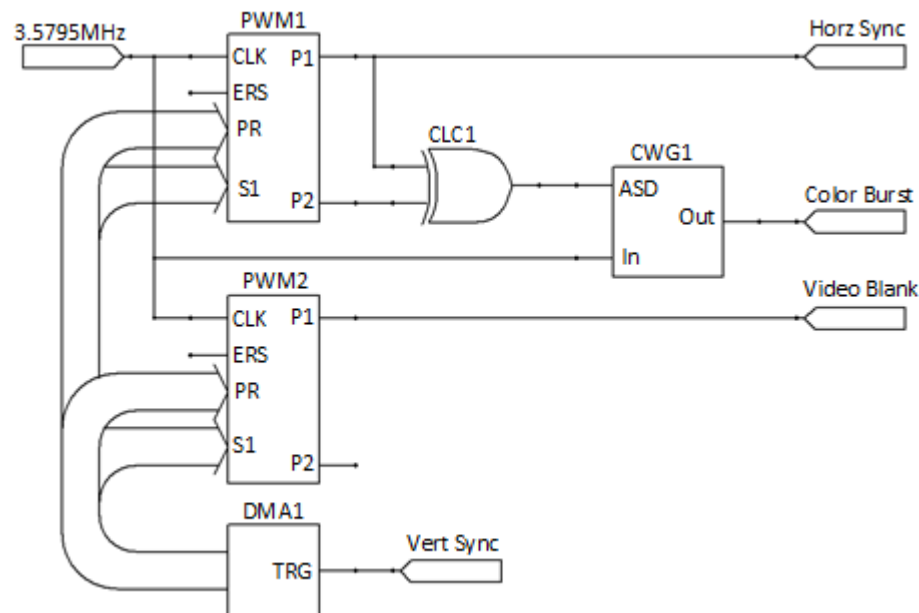 PWM1
3.5795MHz
Horz Sync
CLK
P1
ERS
PR
CLC1
CWG1
S1
ASD
P2
Color Burst
Out
In
PWM2
Video Blank
CLK
P1
ERS
PR
S1
P2
DMA1
Vert Sync
TRG